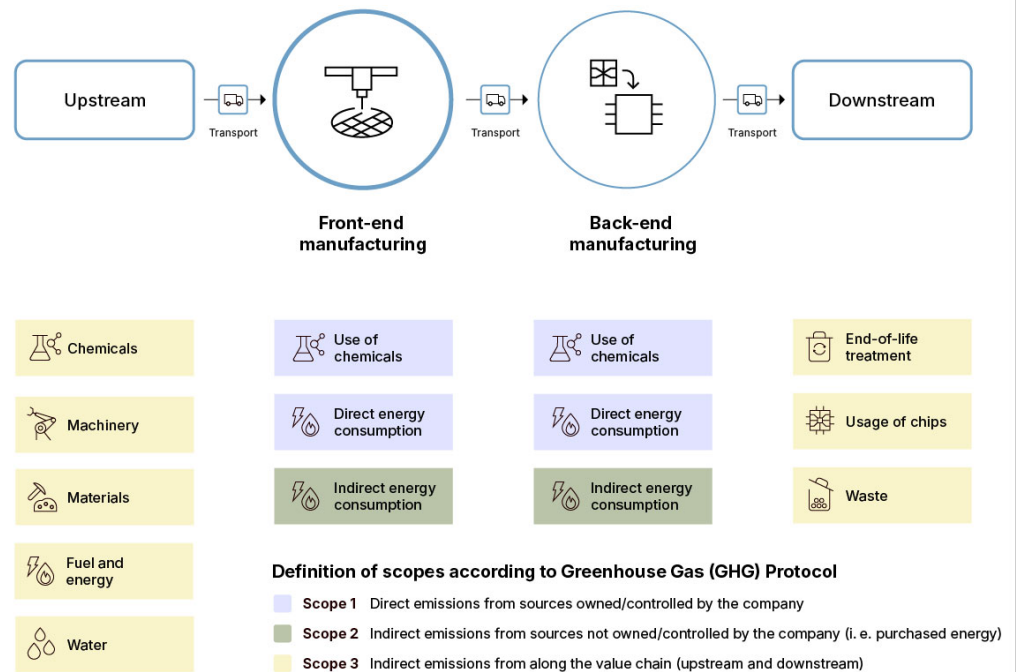 Upstream
Transport
Transport
Transport
Downstream
Front-end
manufacturing
Back-end
manufacturing
Chemicals
Machinery
Materials
Fuel and
energy
Water
Use of
chemicals
Direct energy
consumption
Indirect energy
consumption
Use of
chemicals
Direct energy
consumption
Indirect energy
consumption
End-of-life
treatment
Usage of chips
Waste
Definition of scopes according to Greenhouse Gas (GHG) Protocol
Scope 1 Direct emissions from sources owned/controlled by the company
Scope 2 Indirect emissions from sources not owned/controlled by the company (i. e. purchased energy)
Scope 3 Indirect emissions from along the value chain (upstream and downstream)